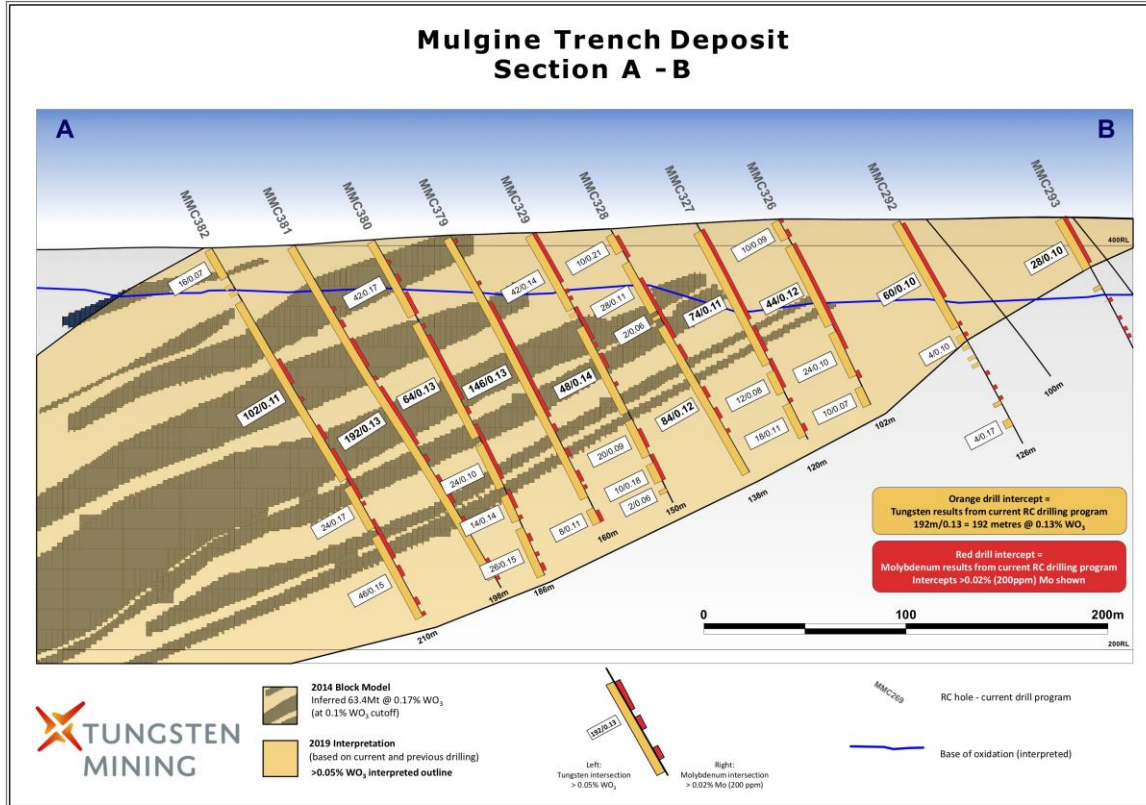 Mulgine Trench Deposit
Section A - B
A
B
MMC382
MMC381
MMC380
MMC379
MMC329
MMC328
MMC327
MMC326
MMC292
MMC293
400RL
16/0.07
42/0.17
42/0.14
10/0.21
28/0.11
2/0.06
10/0.09
74/0.11
44/0.12
60/0.10
28/0.10
102/0.11
192/0.13
64/0.13
146/0.13
48/0.14
84/0.12
12/0.08
24/0.10
4/0.10
18/0.11
10/0.07
4/0.17
24/0.17
24/0.10
20/0.09
10/0.18
2/0.06
14/0.14
8/0.11
46/0.15
26/0.15
210m
198m
186m
160m
150m
138m
120m
102m
126m
100m
Orange drill intercept =
Tungsten results from current RC drilling program
192m/0.13 = 192 metres @ 0.13% WO₃
Red drill intercept =
Molybdenum results from current RC drilling program
Intercepts >0.02% (200ppm) Mo shown
0 100 200m
200RL
TUNGSTEN
MINING
2014 Block Model
Inferred 63.4Mt @ 0.17% WO₃
(at 0.1% WO₃ cutoff)
2019 Interpretation
(based on current and previous drilling)
>0.05% WO₃ interpreted outline
192/0.13
Left:
Tungsten intersection
> 0.05% WO₃
Right:
Molybdenum intersection
> 0.02% Mo (200 ppm)
MMC269
RC hole - current drill program
Base of oxidation (interpreted)